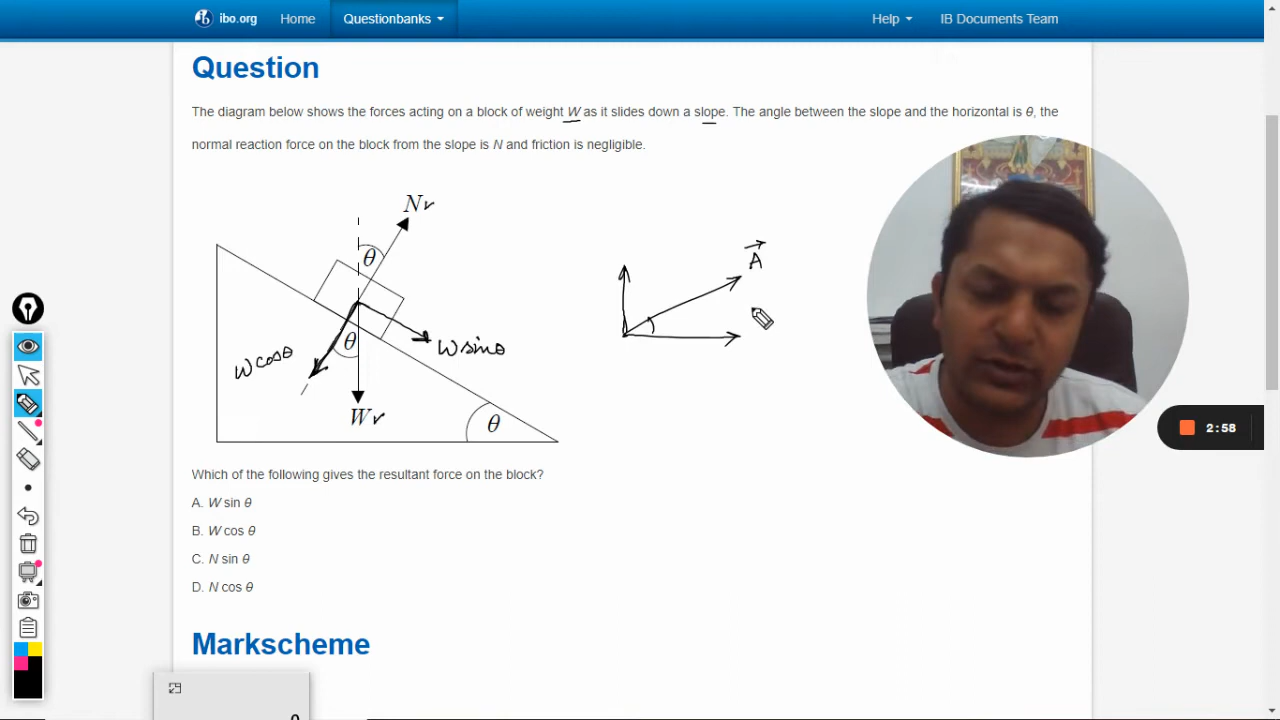 ibo.org Home Questionbanks Help IB Documents Team
Question
The diagram below shows the forces acting on a block of weight W as it slides down a slope. The angle between the slope and the horizontal is θ, the
normal reaction force on the block from the slope is N and friction is negligible.
N
θ
A
θ
W cosθ
W sinθ
W
θ
2:58
Which of the following gives the resultant force on the block?
A. W sin θ
B. W cos θ
C. N sin θ
D. N cos θ
Markscheme